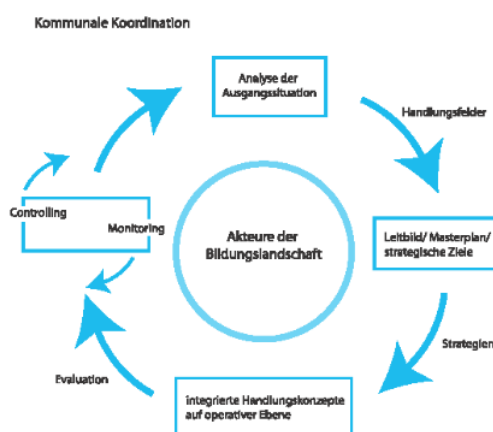 Kommunale Koordination
Analyse der
Ausgangssituation
Handlungsfelder
Controlling
Monitoring
Akteure der
Bildungslandschaft
Leitbild/ Masterplan/
strategische Ziele
Strategien
Evaluation
integrierte Handlungskonzepte
auf operativer Ebene